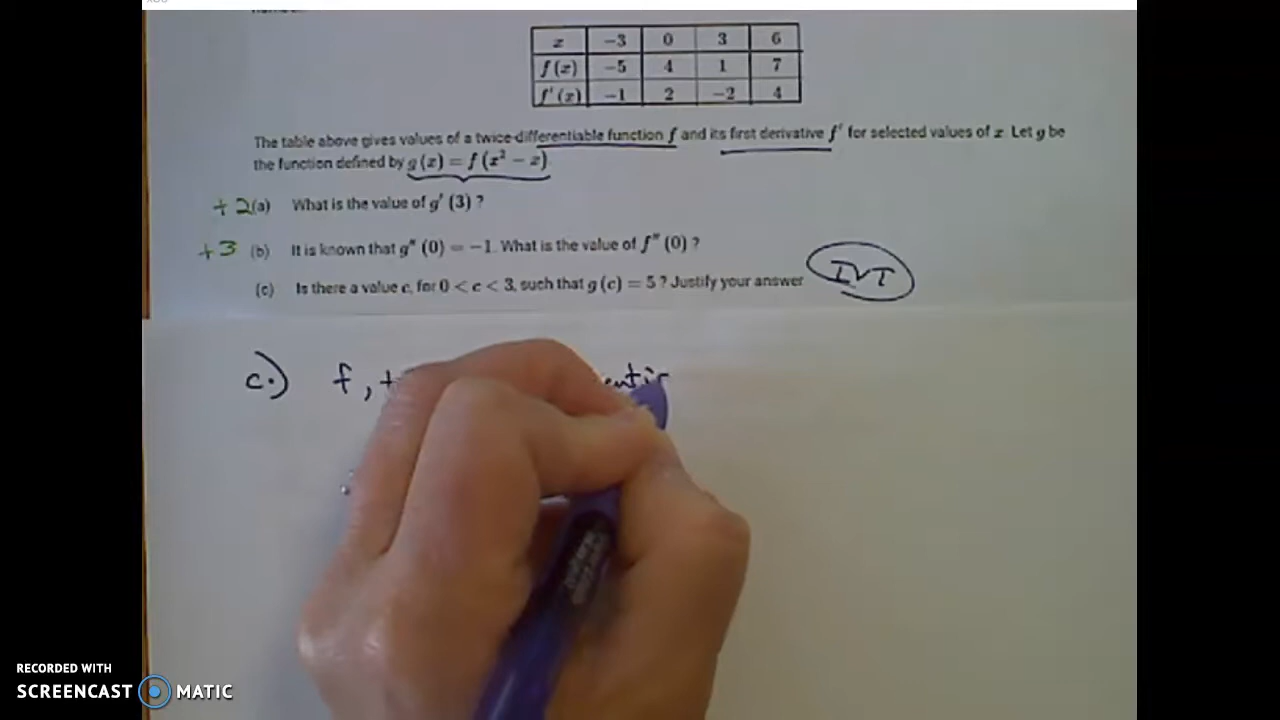 x -3 0 3 6
f(x) -5 4 1 7
f'(x) -1 2 -2 4
The table above gives values of a twice-differentiable function f and its first derivative f' for selected values of x. Let g be
the function defined by g(x) = f(x² − x)
+2 (a) What is the value of g'(3) ?
+3 (b) It is known that g"(0) = −1. What is the value of f"(0) ?
(c) Is there a value c, for 0 < c < 3, such that g(c) = 5 ? Justify your answer
IVT
c.) f,
RECORDED WITH
SCREENCAST MATIC